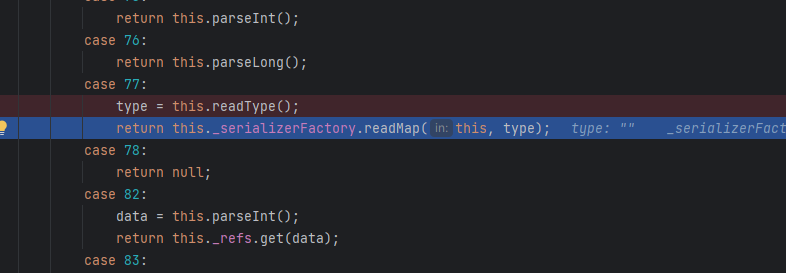 return this.parseInt();
case 76:
return this.parseLong();
case 77:
type = this.readType();
return this._serializerFactory.readMap( in: this, type);   type: ""    _serializerFact
case 78:
return null;
case 82:
data = this.parseInt();
return this._refs.get(data);
case 83: